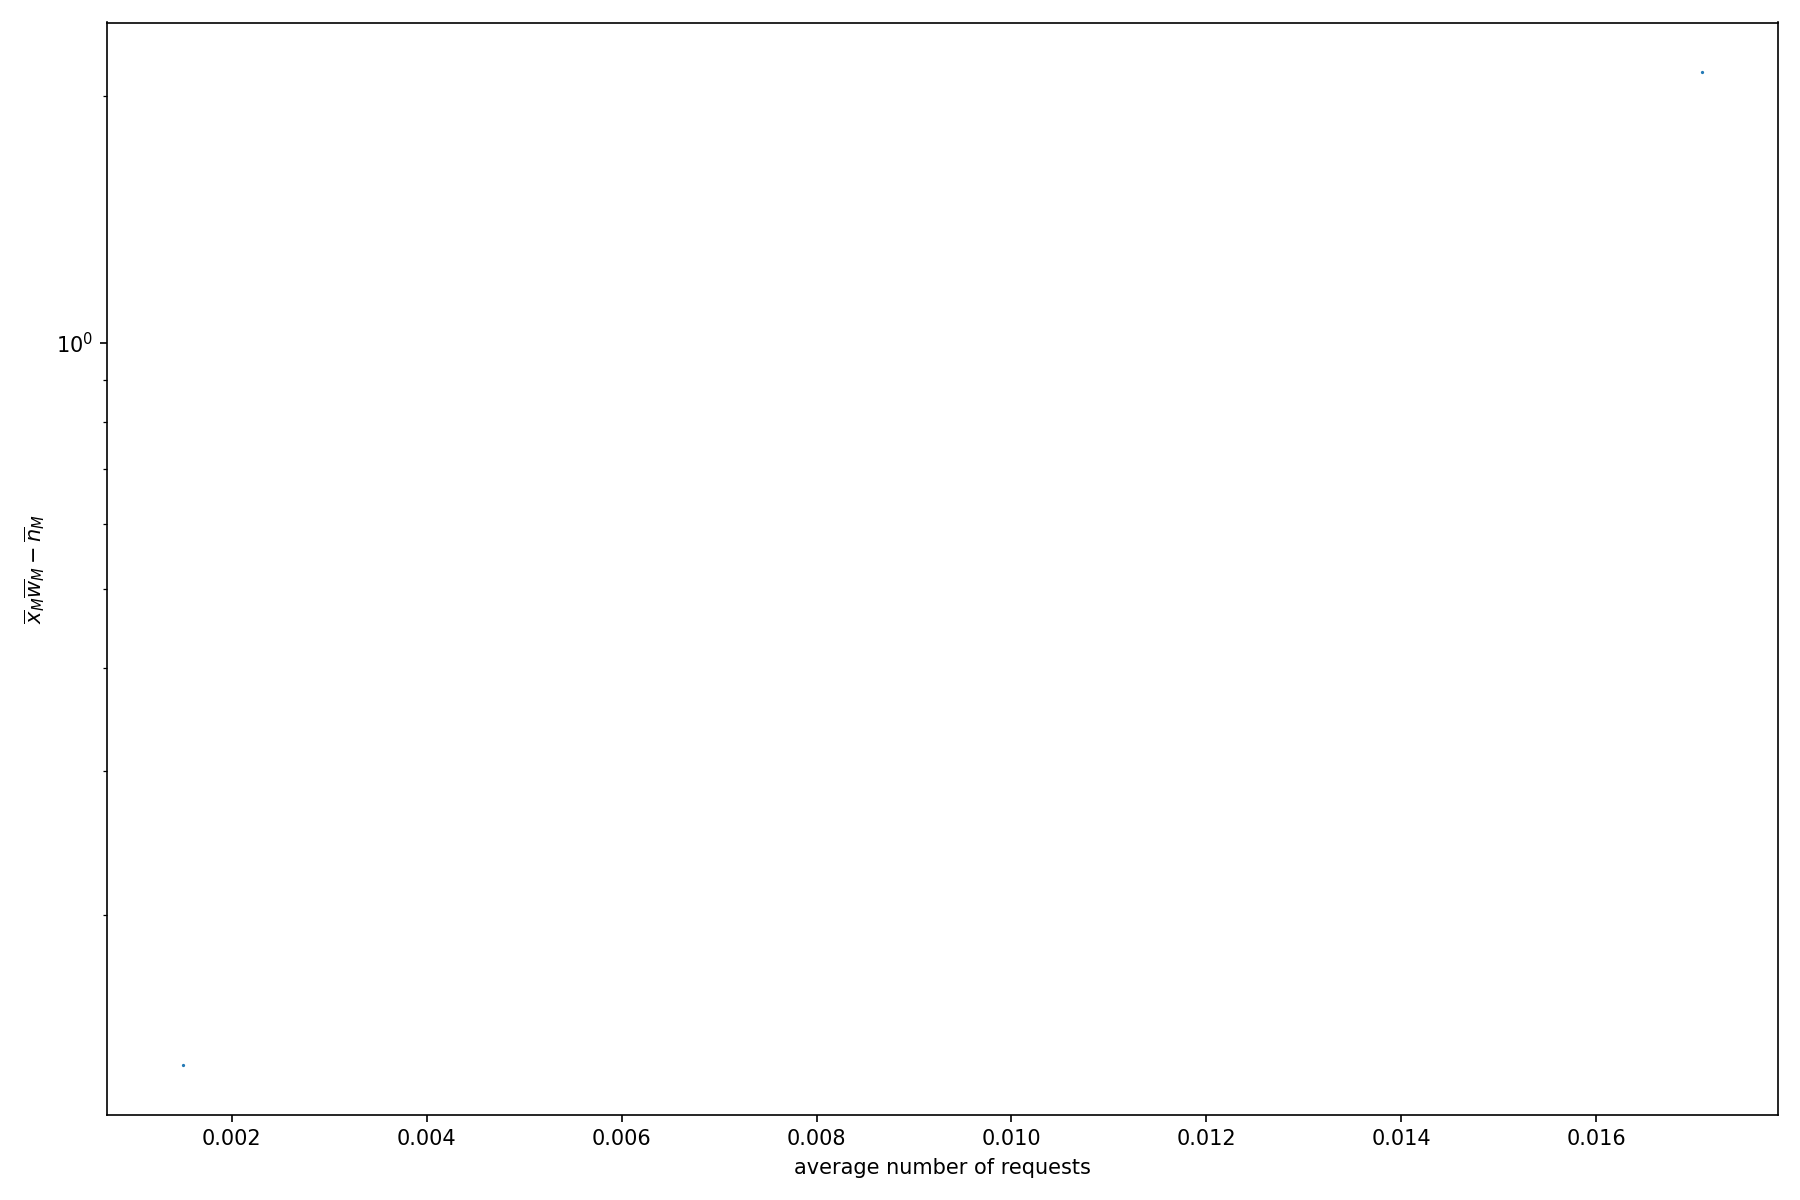 10⁰
x̅_M w̅_M − n̅_M
0.002 0.004 0.006 0.008 0.010 0.012 0.014 0.016
average number of requests